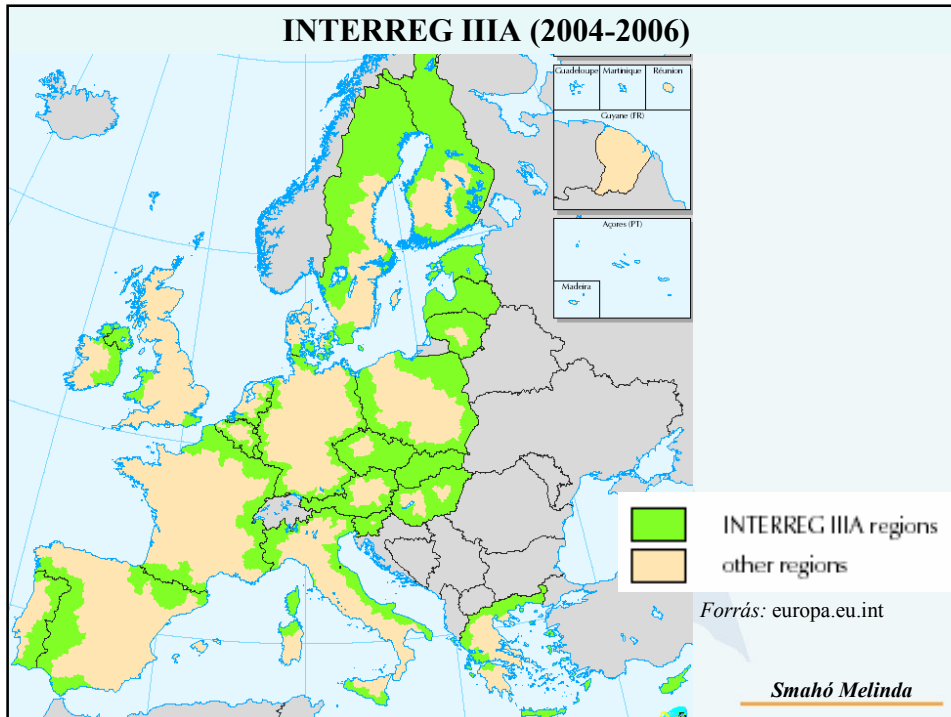 INTERREG IIIA (2004-2006)
Guadeloupe Martinique Réunion
Guyane (FR)
Açores (PT)
Madeira
INTERREG IIIA regions
other regions
Forrás: europa.eu.int
Smahó Melinda